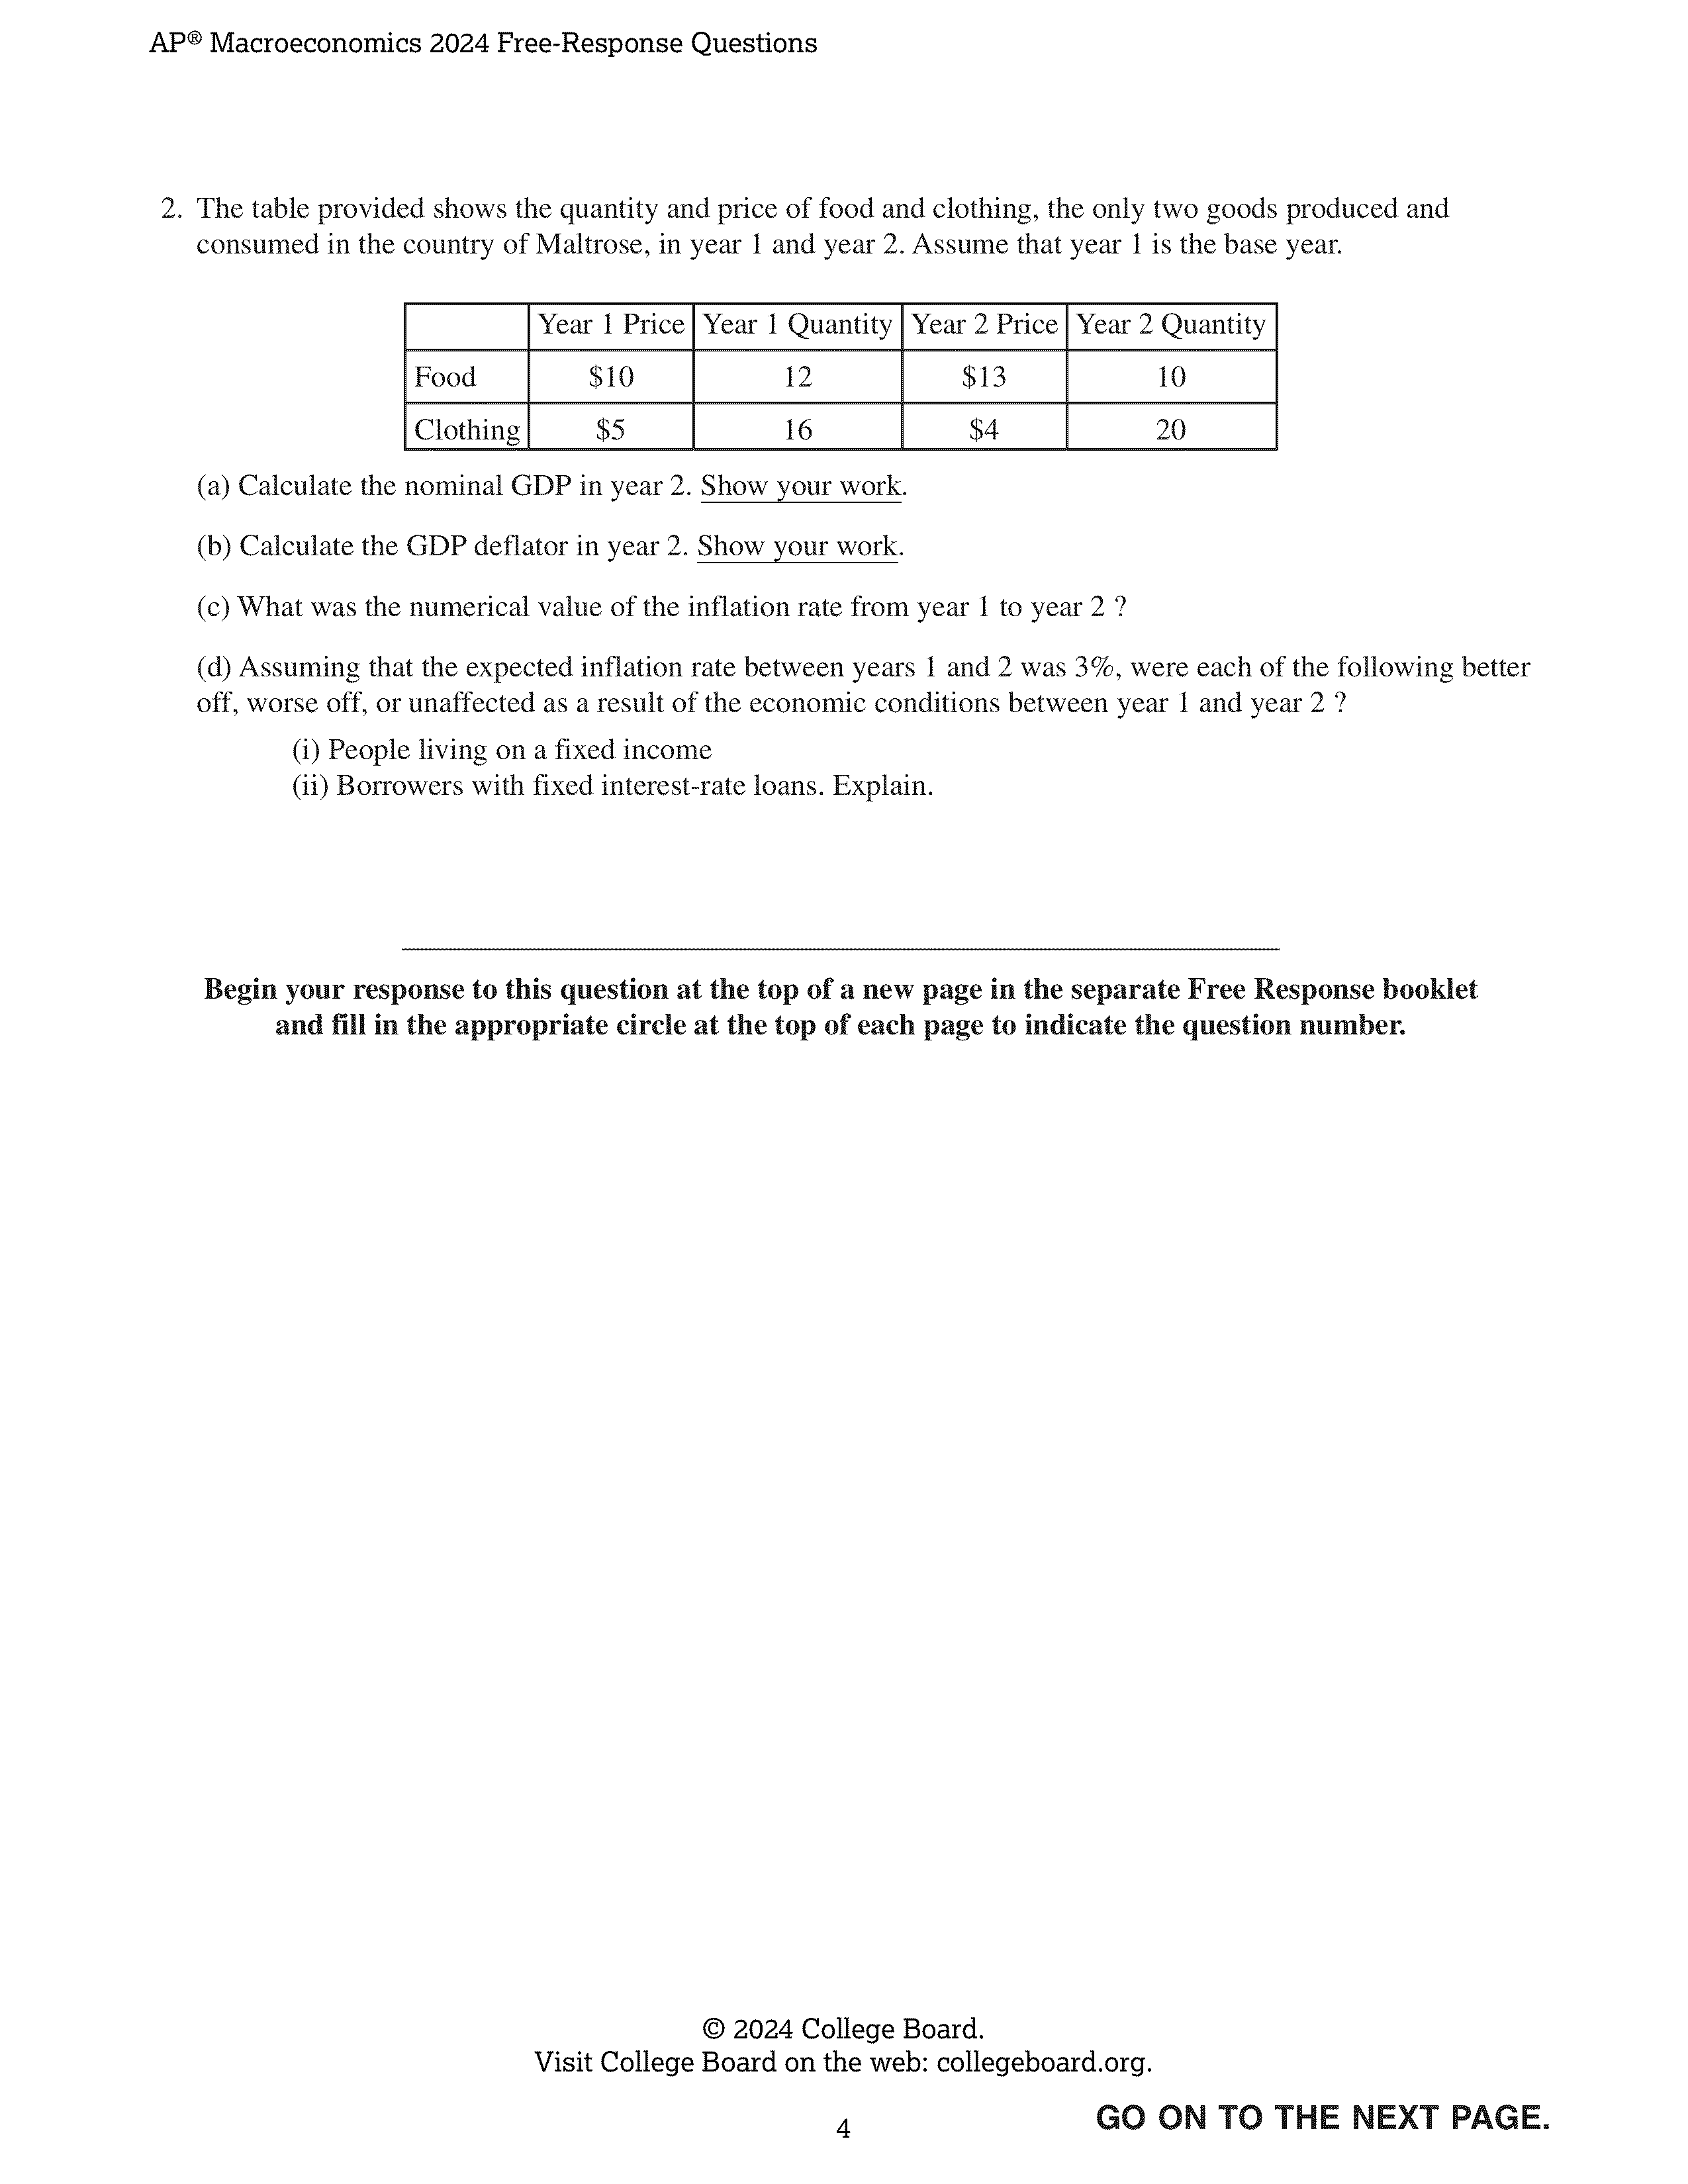 AP® Macroeconomics 2024 Free-Response Questions
2. The table provided shows the quantity and price of food and clothing, the only two goods produced and
consumed in the country of Maltrose, in year 1 and year 2. Assume that year 1 is the base year.
Year 1 Price Year 1 Quantity Year 2 Price Year 2 Quantity
Food $10 12 $13 10
Clothing $5 16 $4 20
(a) Calculate the nominal GDP in year 2. Show your work.
(b) Calculate the GDP deflator in year 2. Show your work.
(c) What was the numerical value of the inflation rate from year 1 to year 2 ?
(d) Assuming that the expected inflation rate between years 1 and 2 was 3%, were each of the following better
off, worse off, or unaffected as a result of the economic conditions between year 1 and year 2 ?
(i) People living on a fixed income
(ii) Borrowers with fixed interest-rate loans. Explain.
Begin your response to this question at the top of a new page in the separate Free Response booklet
and fill in the appropriate circle at the top of each page to indicate the question number.
© 2024 College Board.
Visit College Board on the web: collegeboard.org.
4
GO ON TO THE NEXT PAGE.